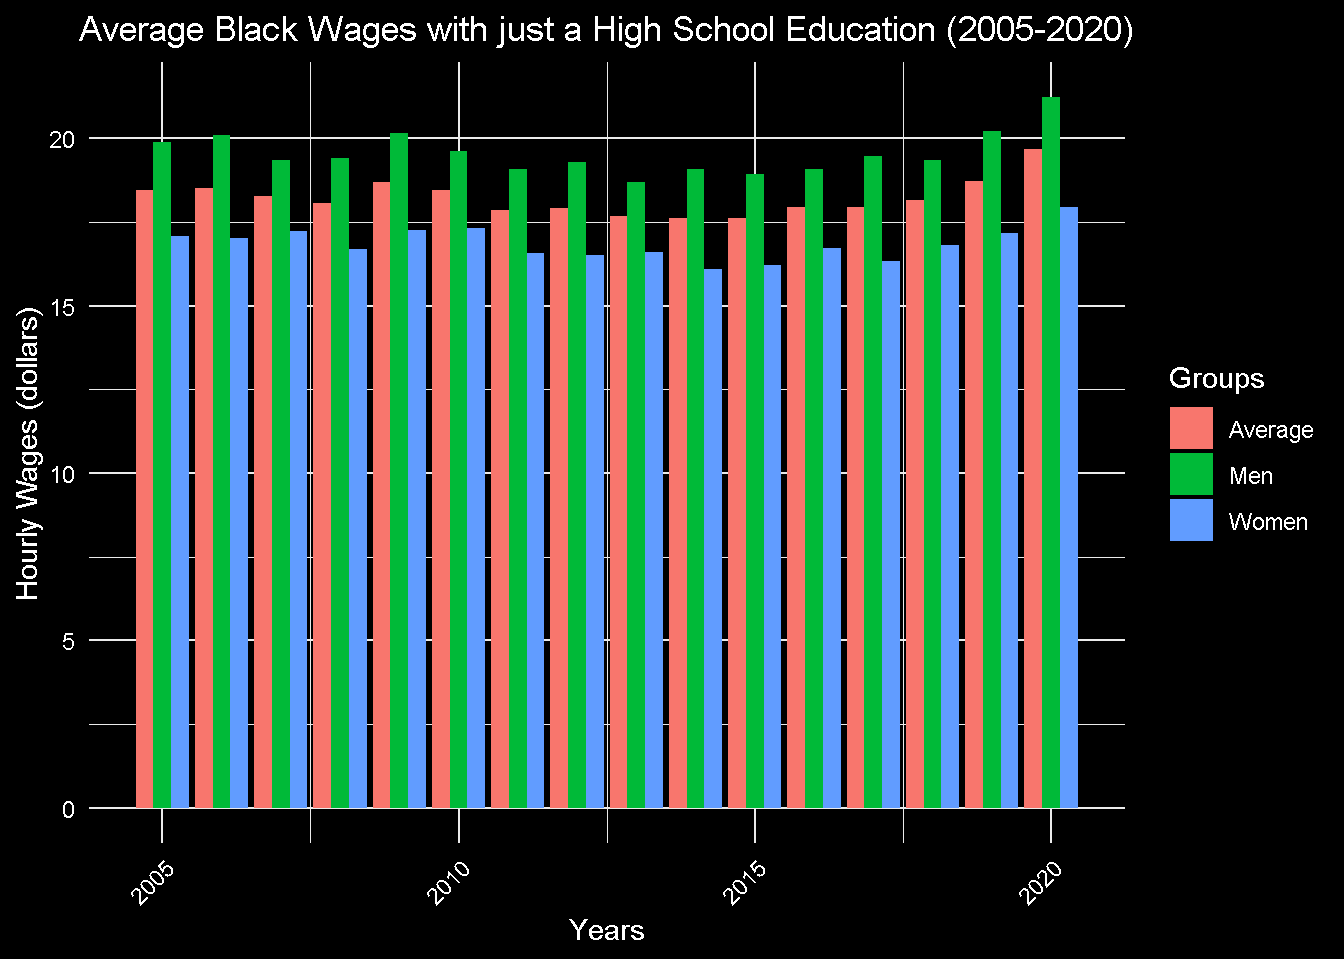 Average Black Wages with just a High School Education (2005-2020)
Hourly Wages (dollars)
20
15
10
5
0
2005
2010
2015
2020
Years
Groups
Average
Men
Women